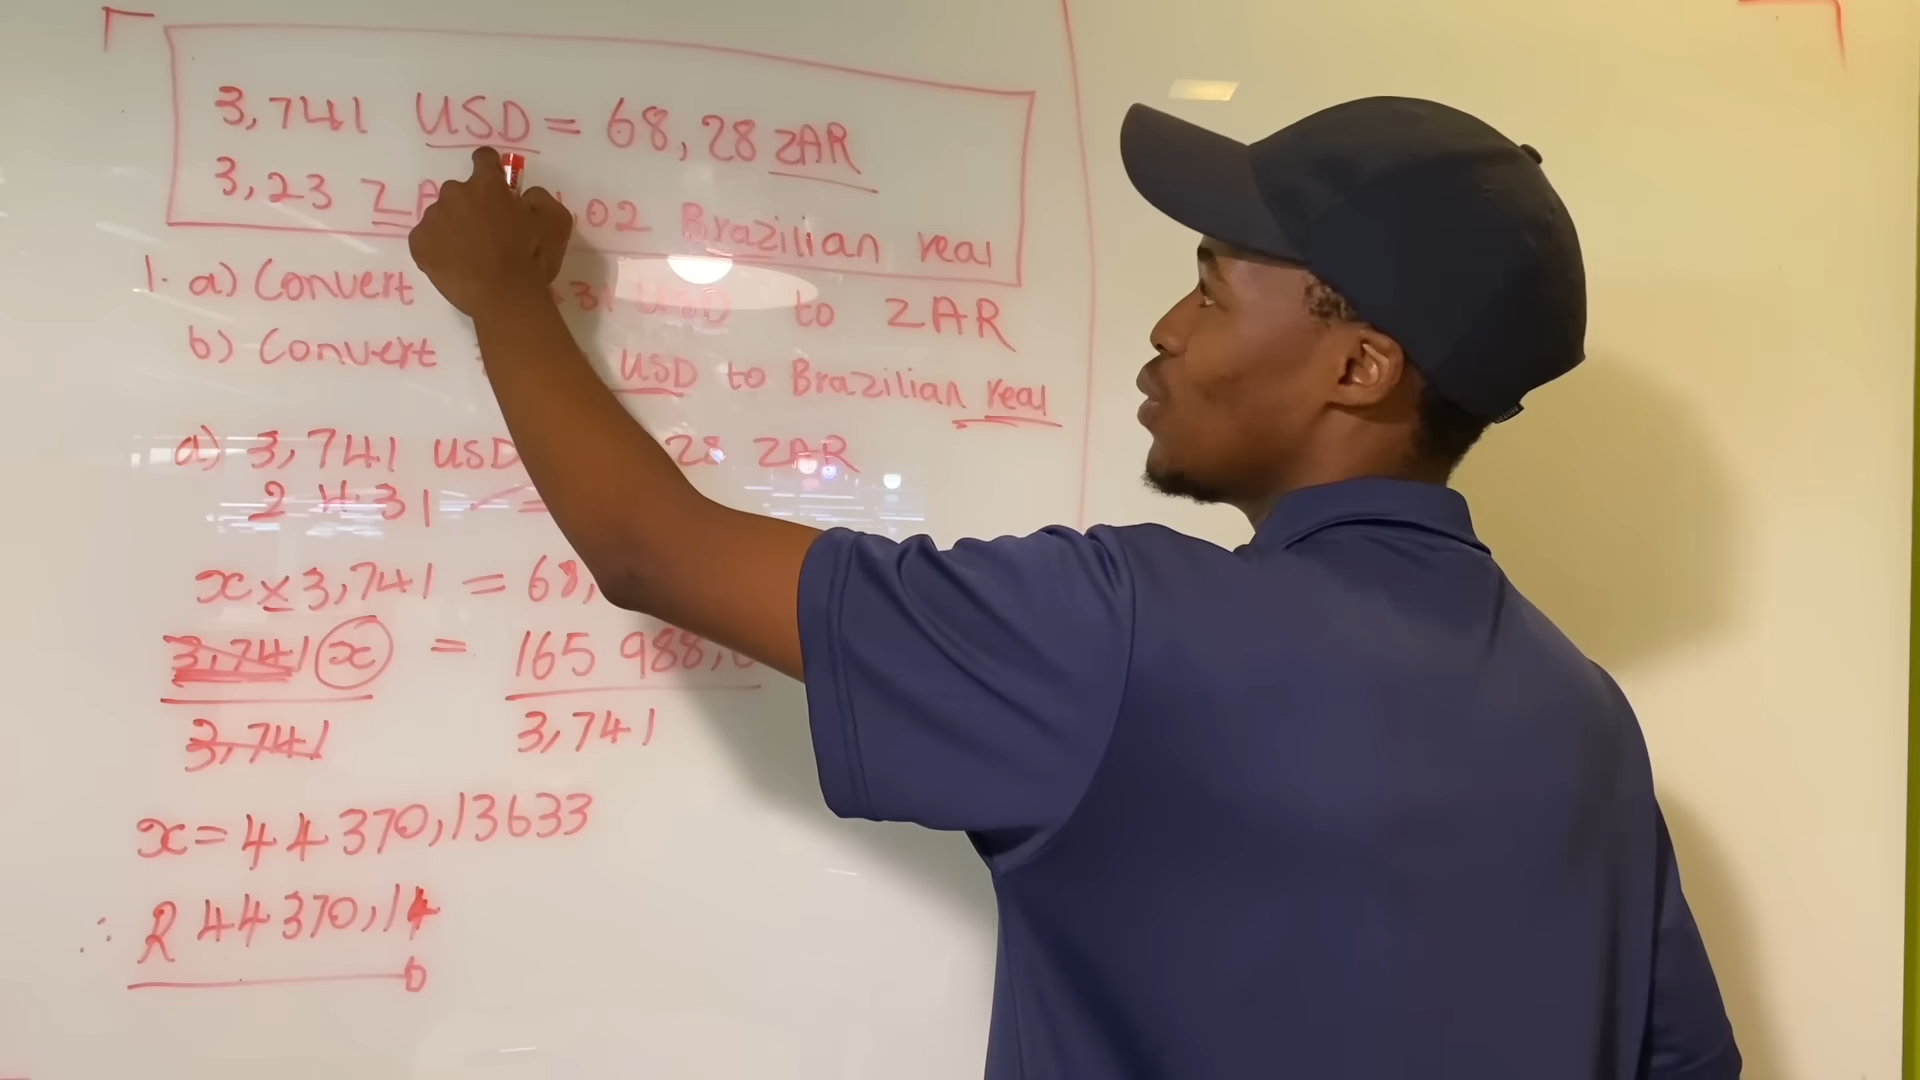 3,741 USD = 68,28 ZAR
3,23 ,02 Brazilian real
1. a) Convert USD to ZAR
b) Convert USD to Brazilian real
a) 3,741 USD 28 ZAR
2 431 =
x × 3,741 = 68,
3,741 x = 165 988,
3,741 3,741
x = 44 370,13633
∴ R 44 370,14